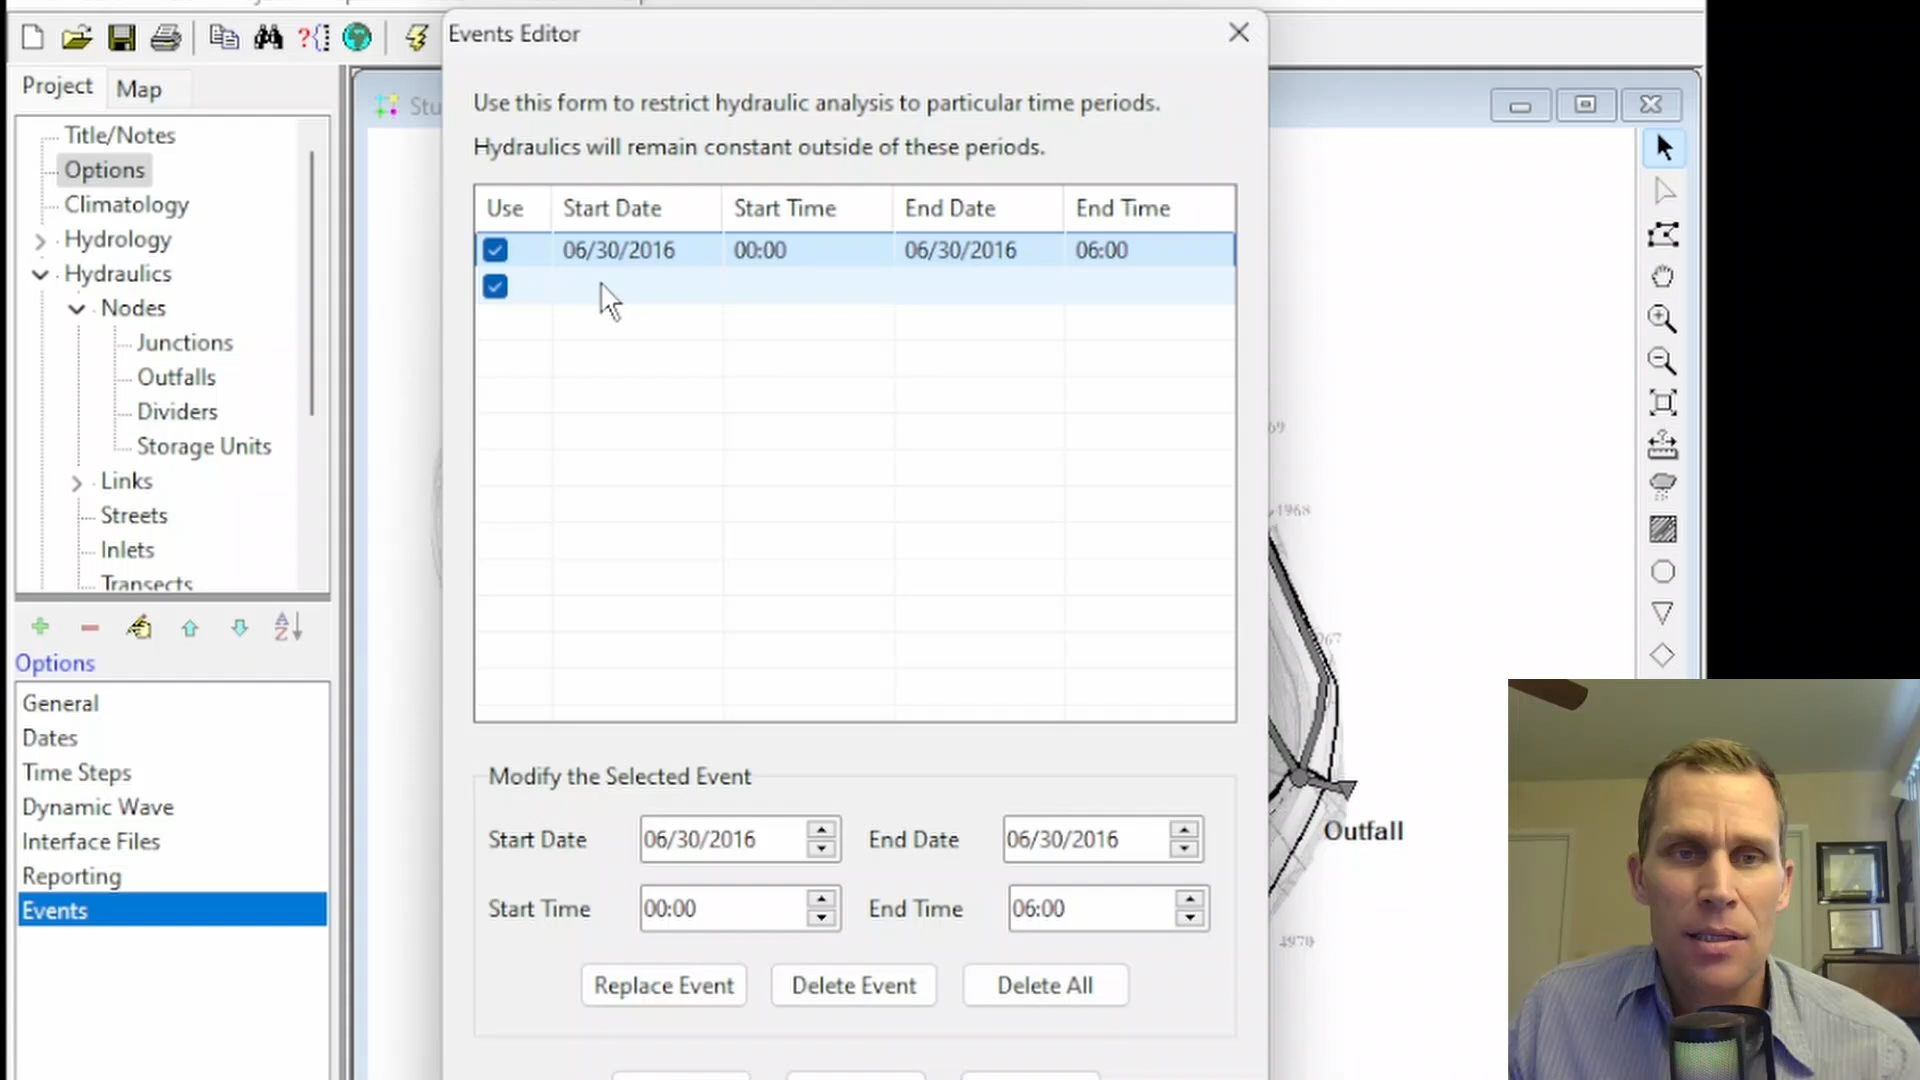 Events Editor
Project
Map
Stu
Title/Notes
Options
Climatology
Hydrology
Hydraulics
Nodes
Junctions
Outfalls
Dividers
Storage Units
Links
Streets
Inlets
Transects
Options
General
Dates
Time Steps
Dynamic Wave
Interface Files
Reporting
Events
Use this form to restrict hydraulic analysis to particular time periods.
Hydraulics will remain constant outside of these periods.
Use Start Date Start Time End Date End Time
06/30/2016 00:00 06/30/2016 06:00
Modify the Selected Event
Start Date 06/30/2016 End Date 06/30/2016
Start Time 00:00 End Time 06:00
Replace Event Delete Event Delete All
4968
Outfall
4970